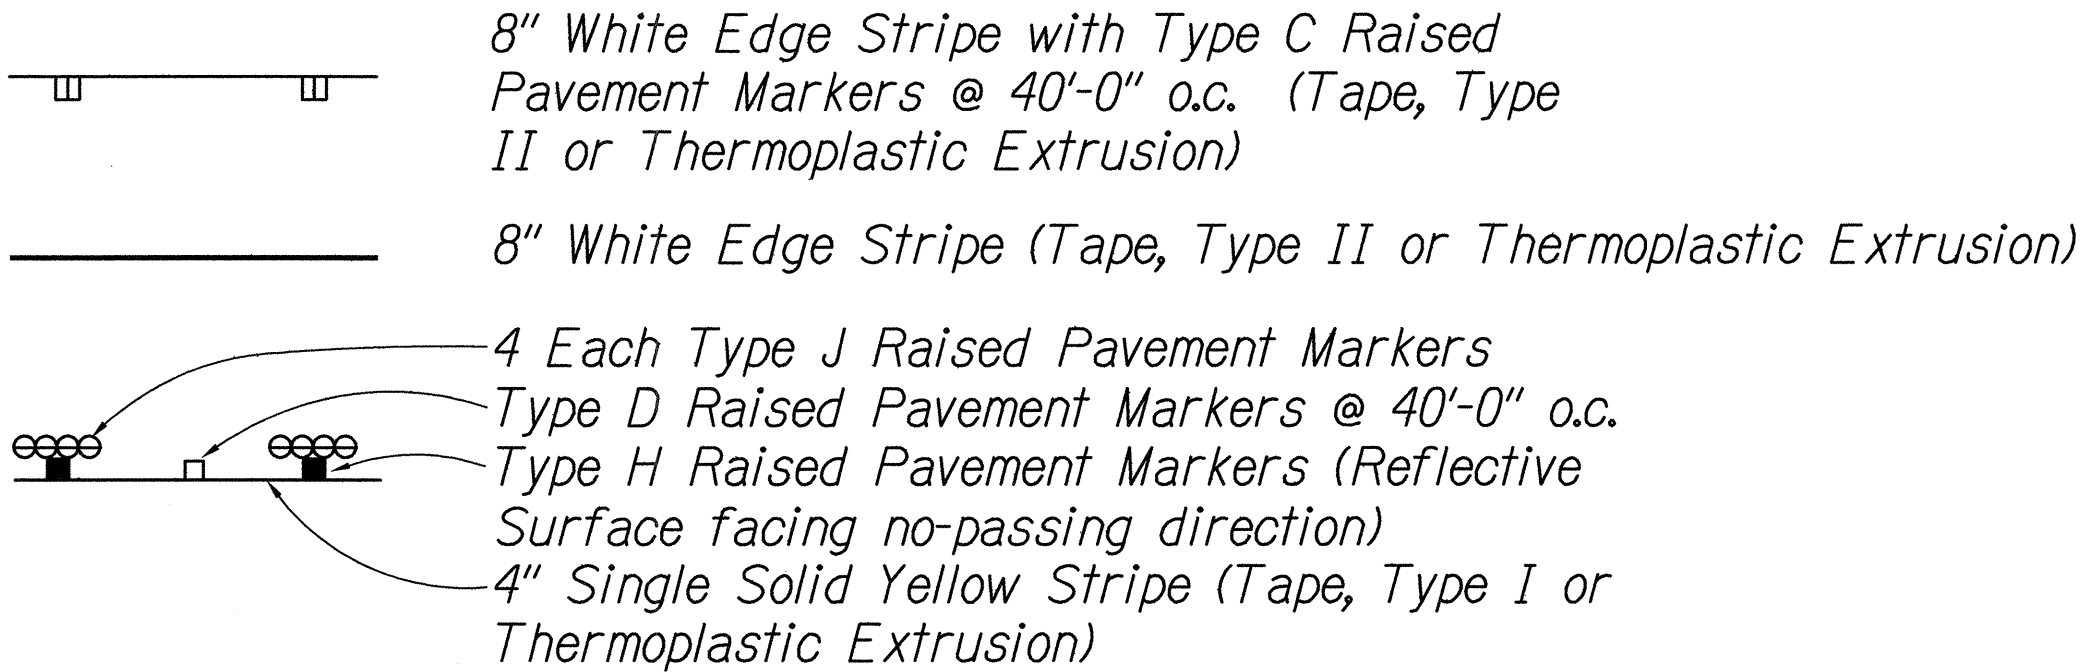 8" White Edge Stripe with Type C Raised
Pavement Markers @ 40'-0" o.c. (Tape, Type
II or Thermoplastic Extrusion)
8" White Edge Stripe (Tape, Type II or Thermoplastic Extrusion)
4 Each Type J Raised Pavement Markers
Type D Raised Pavement Markers @ 40'-0" o.c.
Type H Raised Pavement Markers (Reflective
Surface facing no-passing direction)
4" Single Solid Yellow Stripe (Tape, Type I or
Thermoplastic Extrusion)